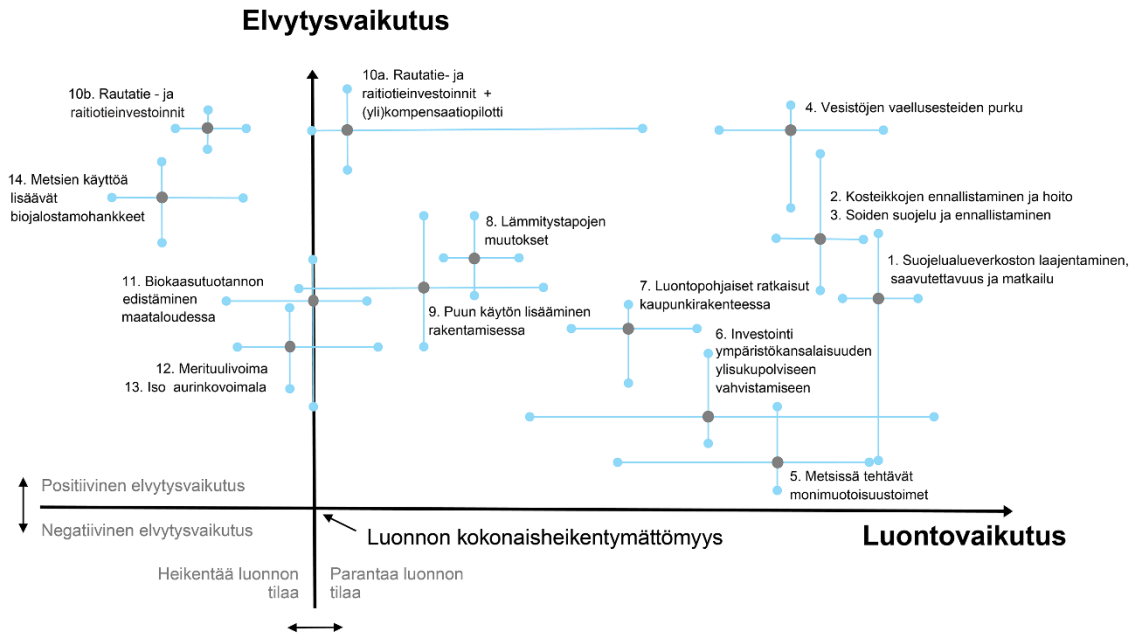 Elvytysvaikutus
10b. Rautatie - ja
raitiotieinvestoinnit
10a. Rautatie- ja
raitiotieinvestoinnit +
(yli)kompensaatiopilotti
4. Vesistöjen vaellusesteiden purku
14. Metsien käyttöä
lisäävät
biojalostamohankkeet
2. Kosteikkojen ennallistaminen ja hoito
3. Soiden suojelu ja ennallistaminen
8. Lämmitystapojen
muutokset
1. Suojelualueverkoston laajentaminen,
saavutettavuus ja matkailu
11. Biokaasutuotannon
edistäminen
maataloudessa
7. Luontopohjaiset ratkaisut
kaupunkirakenteessa
9. Puun käytön lisääminen
rakentamisessa
6. Investointi
ympäristökansalaisuuden
ylisukupolviseen
vahvistamiseen
12. Merituulivoima
13. Iso aurinkovoimala
5. Metsissä tehtävät
monimuotoisuustoimet
Positiivinen elvytysvaikutus
Negatiivinen elvytysvaikutus
Luonnon kokonaisheikentymättömyys
Luontovaikutus
Heikentää luonnon
tilaa
Parantaa luonnon
tilaa